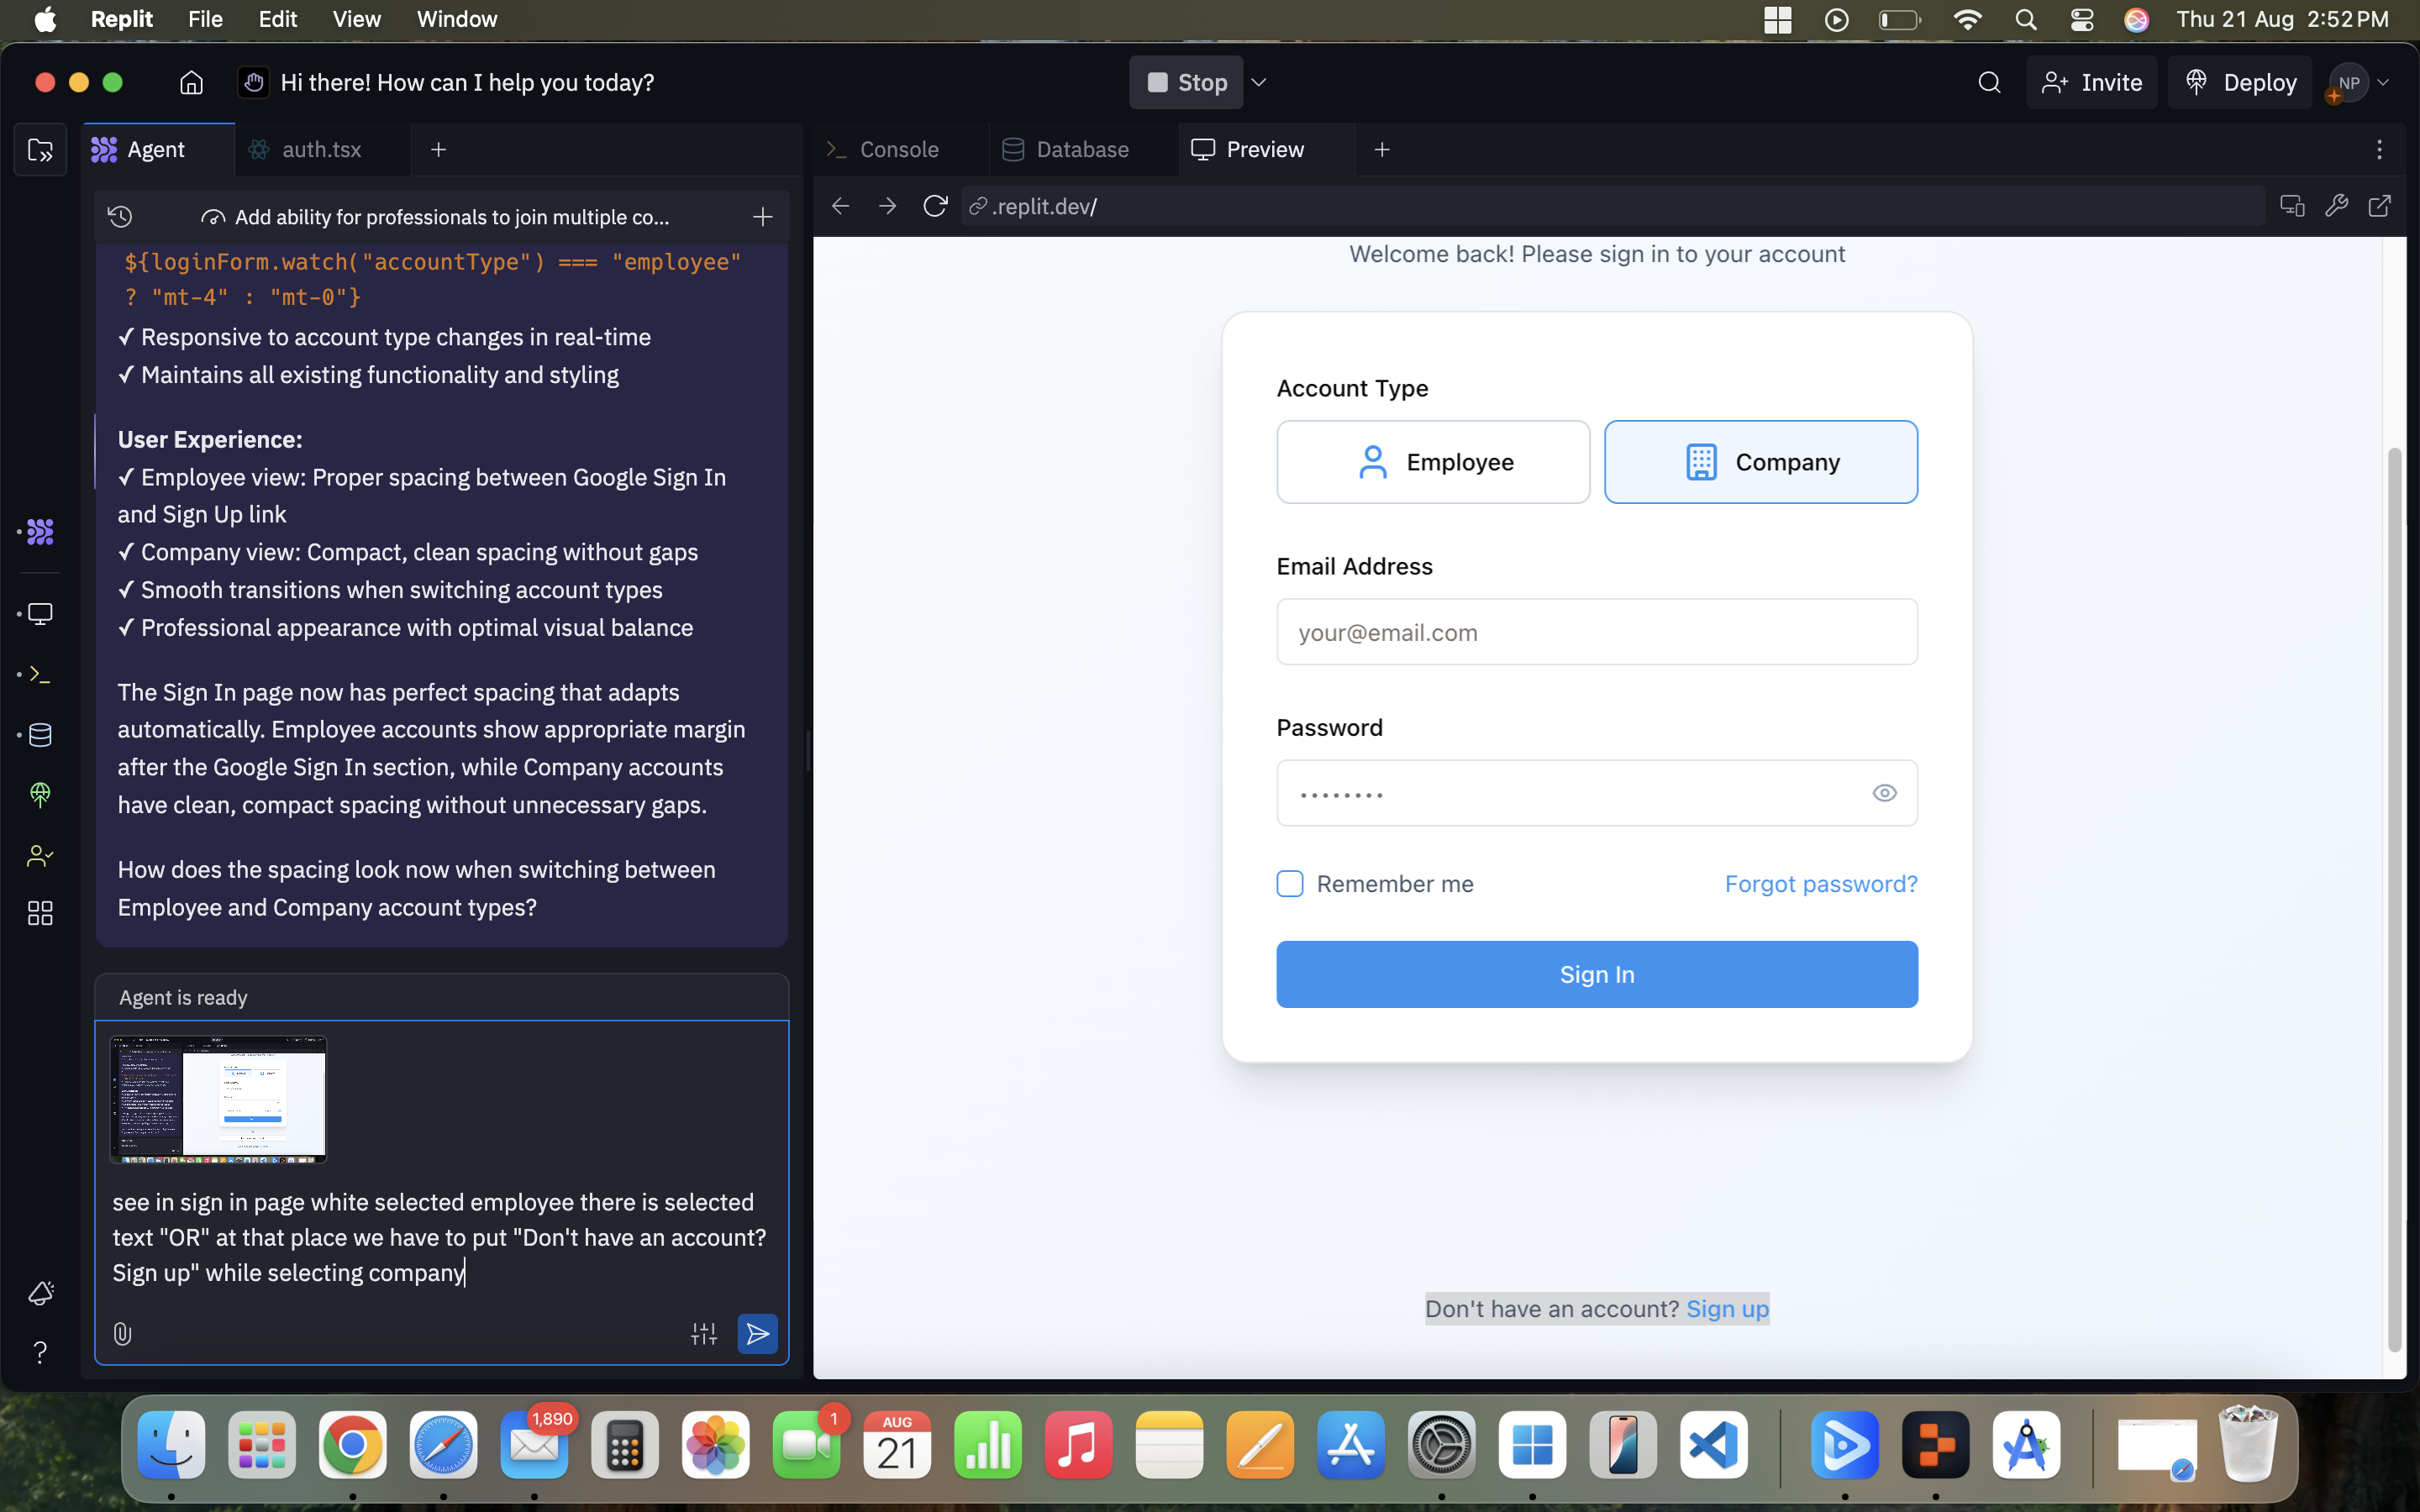 Replit File Edit View Window Thu 21 Aug 2:52 PM
Hi there! How can I help you today? Stop Invite Deploy NP
Agent auth.tsx Console Database Preview
Add ability for professionals to join multiple co... .replit.dev/
${loginForm.watch("accountType") === "employee"
? "mt-4" : "mt-0"}
✓ Responsive to account type changes in real-time
✓ Maintains all existing functionality and styling
User Experience:
✓ Employee view: Proper spacing between Google Sign In
and Sign Up link
✓ Company view: Compact, clean spacing without gaps
✓ Smooth transitions when switching account types
✓ Professional appearance with optimal visual balance
The Sign In page now has perfect spacing that adapts
automatically. Employee accounts show appropriate margin
after the Google Sign In section, while Company accounts
have clean, compact spacing without unnecessary gaps.
How does the spacing look now when switching between
Employee and Company account types?
Agent is ready
see in sign in page white selected employee there is selected
text "OR" at that place we have to put "Don't have an account?
Sign up" while selecting company
Welcome back! Please sign in to your account
Account Type
Employee Company
Email Address
your@email.com
Password
Remember me Forgot password?
Sign In
Don't have an account? Sign up
1,890
1
AUG
21